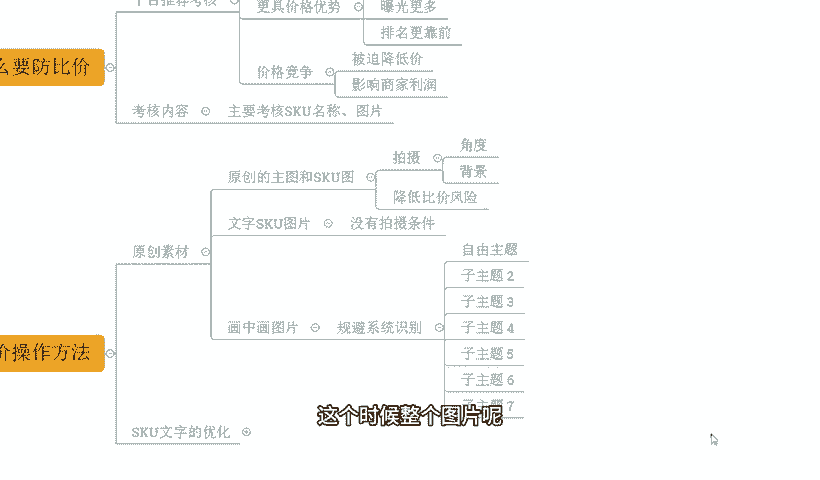 更具价格优势
曝光更多
排名更靠前
么要防比价
价格竞争
被迫降低价
影响商家利润
考核内容
主要考核SKU名称、图片
原创素材
原创的主图和SKU图
拍摄
角度
背景
降低比价风险
文字SKU图片
没有拍摄条件
画中画图片
规避系统识别
自由主题
子主题 2
子主题 3
子主题 4
子主题 5
子主题 6
子主题 7
价操作方法
SKU文字的优化
这个时候整个图片呢